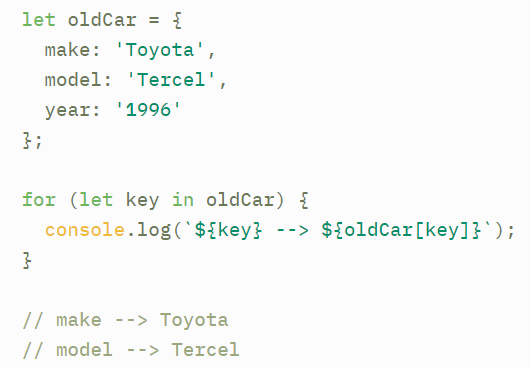 let oldCar = {
  make: 'Toyota',
  model: 'Tercel',
  year: '1996'
};

for (let key in oldCar) {
  console.log(`${key} --> ${oldCar[key]}`);
}

// make --> Toyota
// model --> Tercel